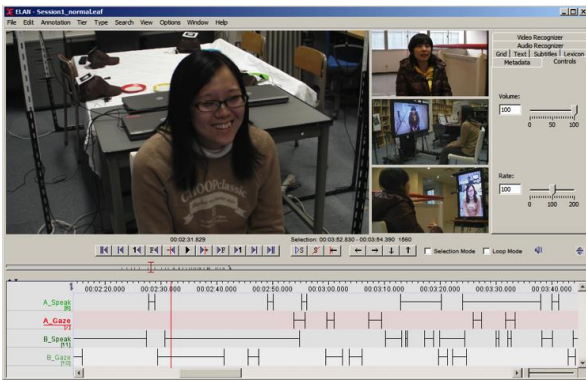 ELAN - Session1_normal.eaf
File Edit Annotation Tier Type Search View Options Window Help
Video Recognizer
Audio Recognizer
Grid Text Subtitles Lexicon
Metadata Controls
Volume:
100
0 50 100
Rate:
100
0 100 200
CHOOPclassic
00:02:31.829
Selection: 00:03:52.830 - 00:03:54.390 1560
Selection Mode Loop Mode
00:02:20.000 00:02:30.000 00:02:40.000 00:02:50.000 00:03:00.000 00:03:10.000 00:03:20.000 00:03:30.000 00:03:40.000
A_Speak
A_Gaze
B_Speak
[11]
B_Gaze